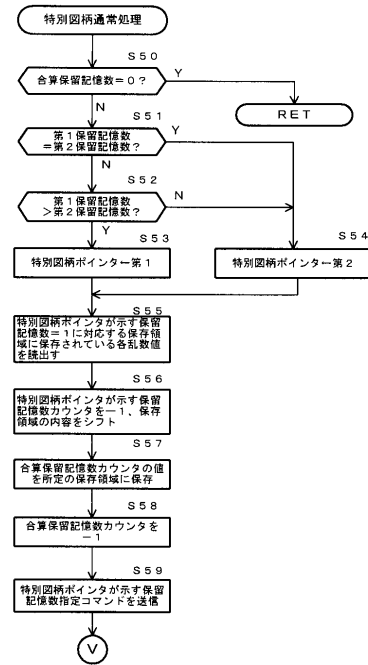 特別図柄通常処理
S50
合算保留記憶数=0?
Y
N
RET
S51
第1保留記憶数
=第2保留記憶数?
Y
N
S52
第1保留記憶数
>第2保留記憶数?
N
Y
S53
特別図柄ポインター第1
S54
特別図柄ポインター第2
S55
特別図柄ポインタが示す保留
記憶数=1に対応する保存領
域に保存されている各乱数値
を読出す
S56
特別図柄ポインタが示す保留
記憶数カウンタを-1、保存
領域の内容をシフト
S57
合算保留記憶数カウンタの値
を所定の保存領域に保存
S58
合算保留記憶数カウンタを
-1
S59
特別図柄ポインタが示す保留
記憶数指定コマンドを送信
V